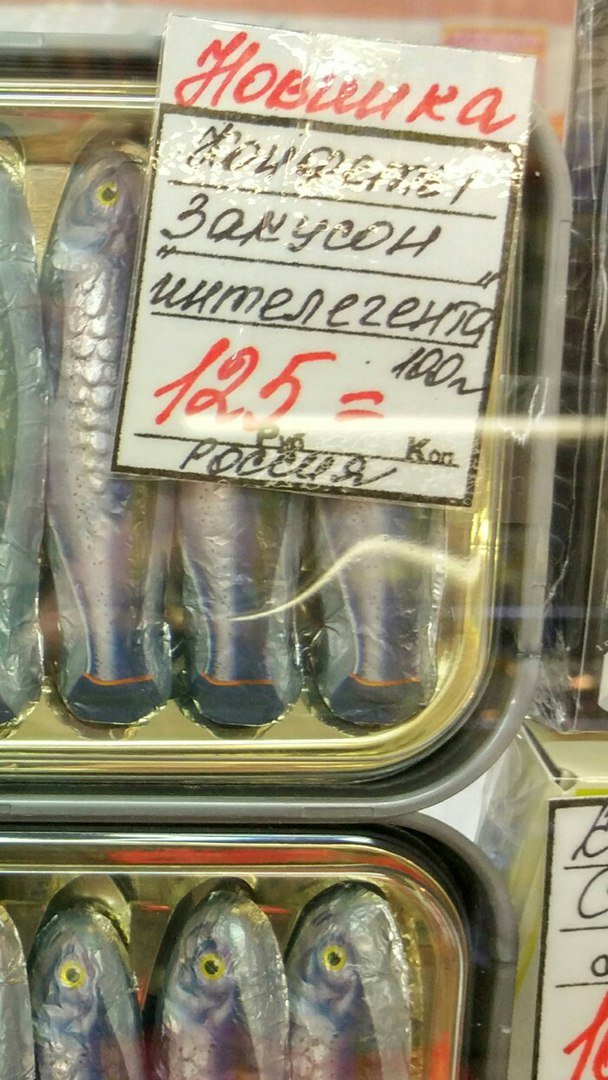 Новинка
Конфеты
Закусон
"интелегента"
100г
125=
Руб Коп.
Россия